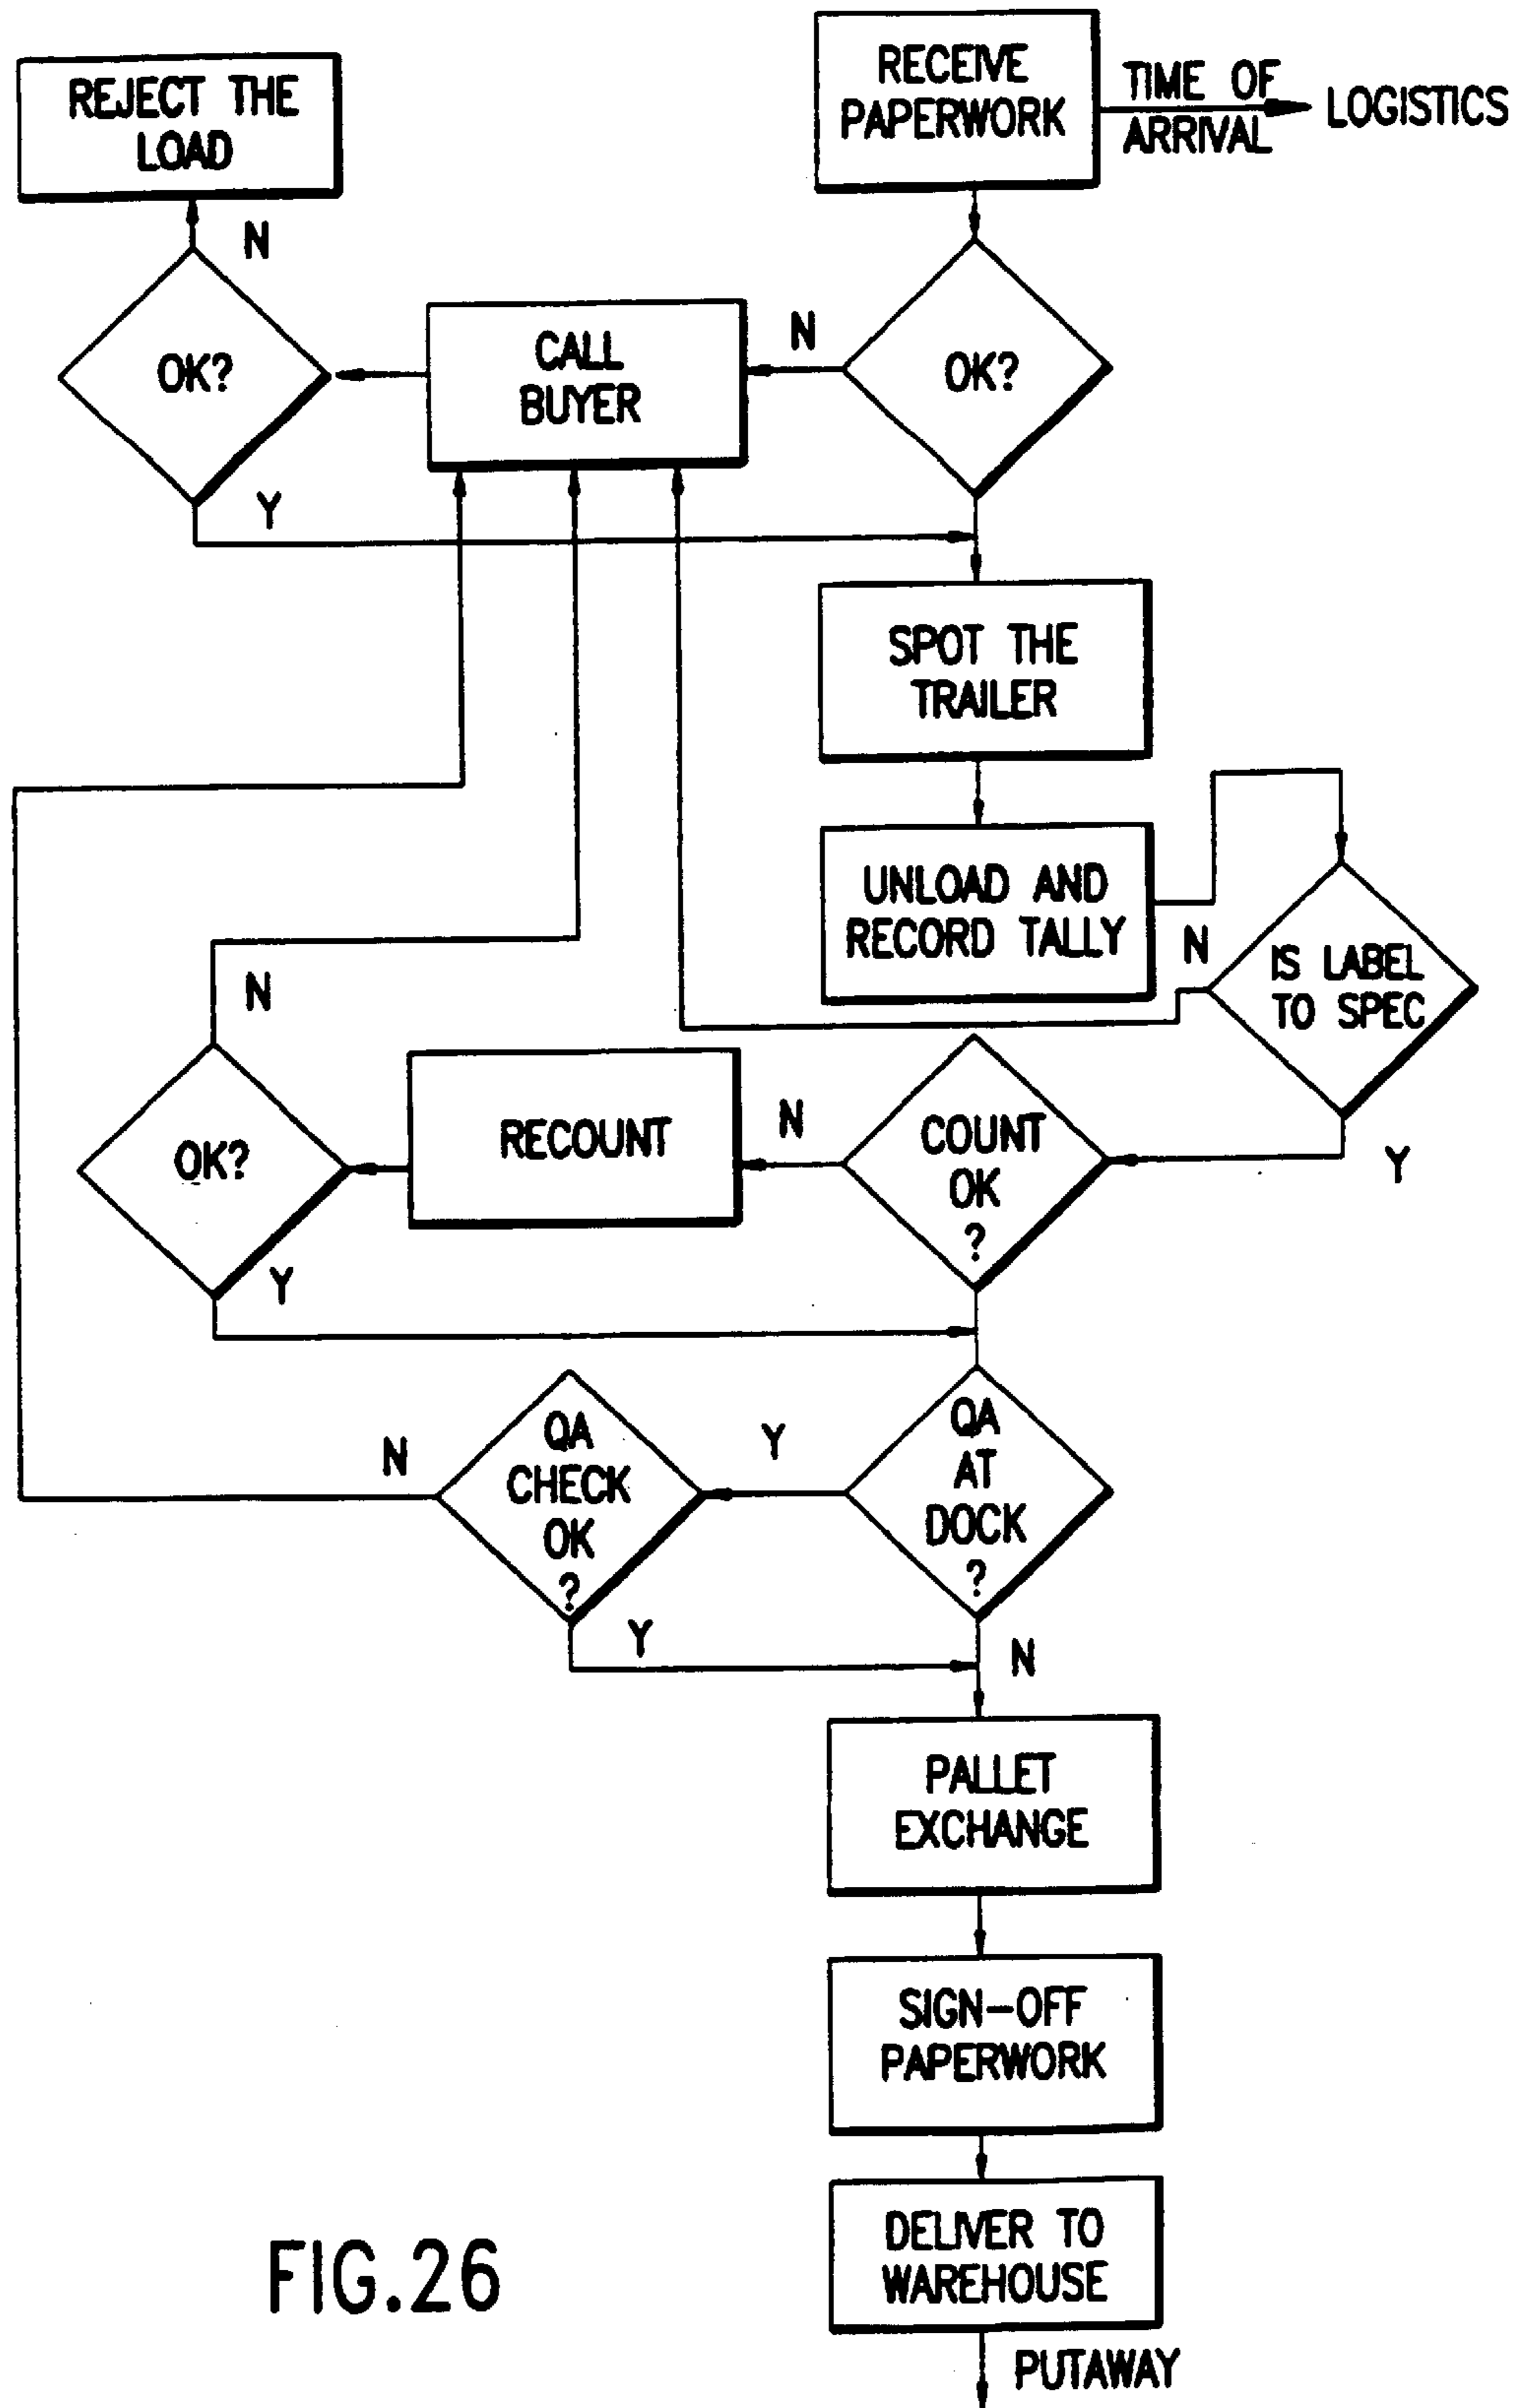 REJECT THE
LOAD
RECEIVE
PAPERWORK
TIME OF
ARRIVAL
LOGISTICS
N
OK?
CALL
BUYER
N
OK?
Y
SPOT THE
TRAILER
UNLOAD AND
RECORD TALLY
N
IS LABEL
TO SPEC
N
OK?
RECOUNT
N
COUNT
OK
?
Y
Y
N
QA
CHECK
OK
?
Y
QA
AT
DOCK
?
Y
N
PALLET
EXCHANGE
SIGN-OFF
PAPERWORK
DELIVER TO
WAREHOUSE
PUTAWAY
FIG.26